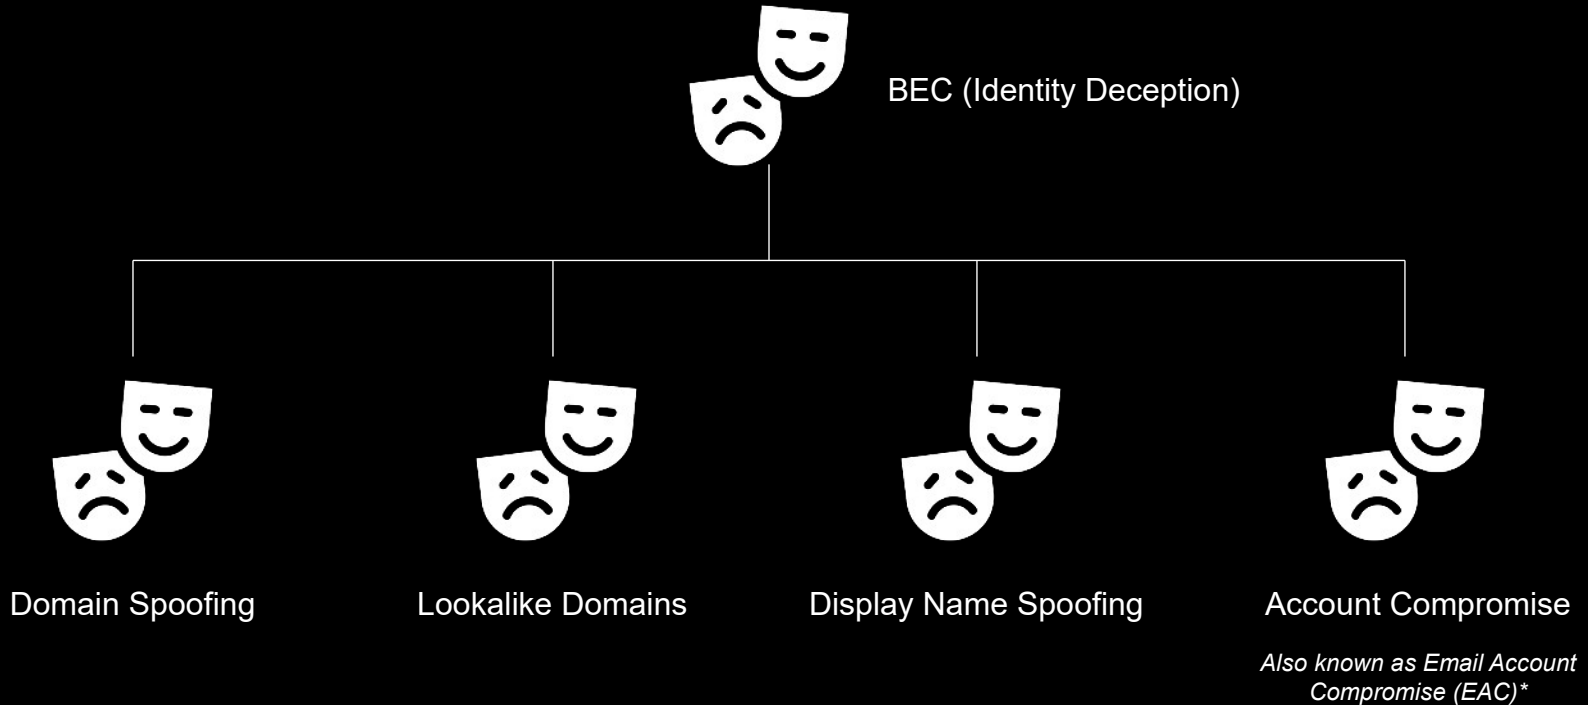 BEC (Identity Deception)
Domain Spoofing
Lookalike Domains
Display Name Spoofing
Account Compromise
Also known as Email Account
Compromise (EAC)*